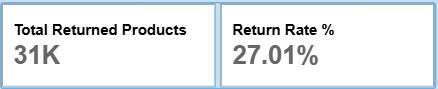 Total Returned Products
31K
Return Rate %
27.01%